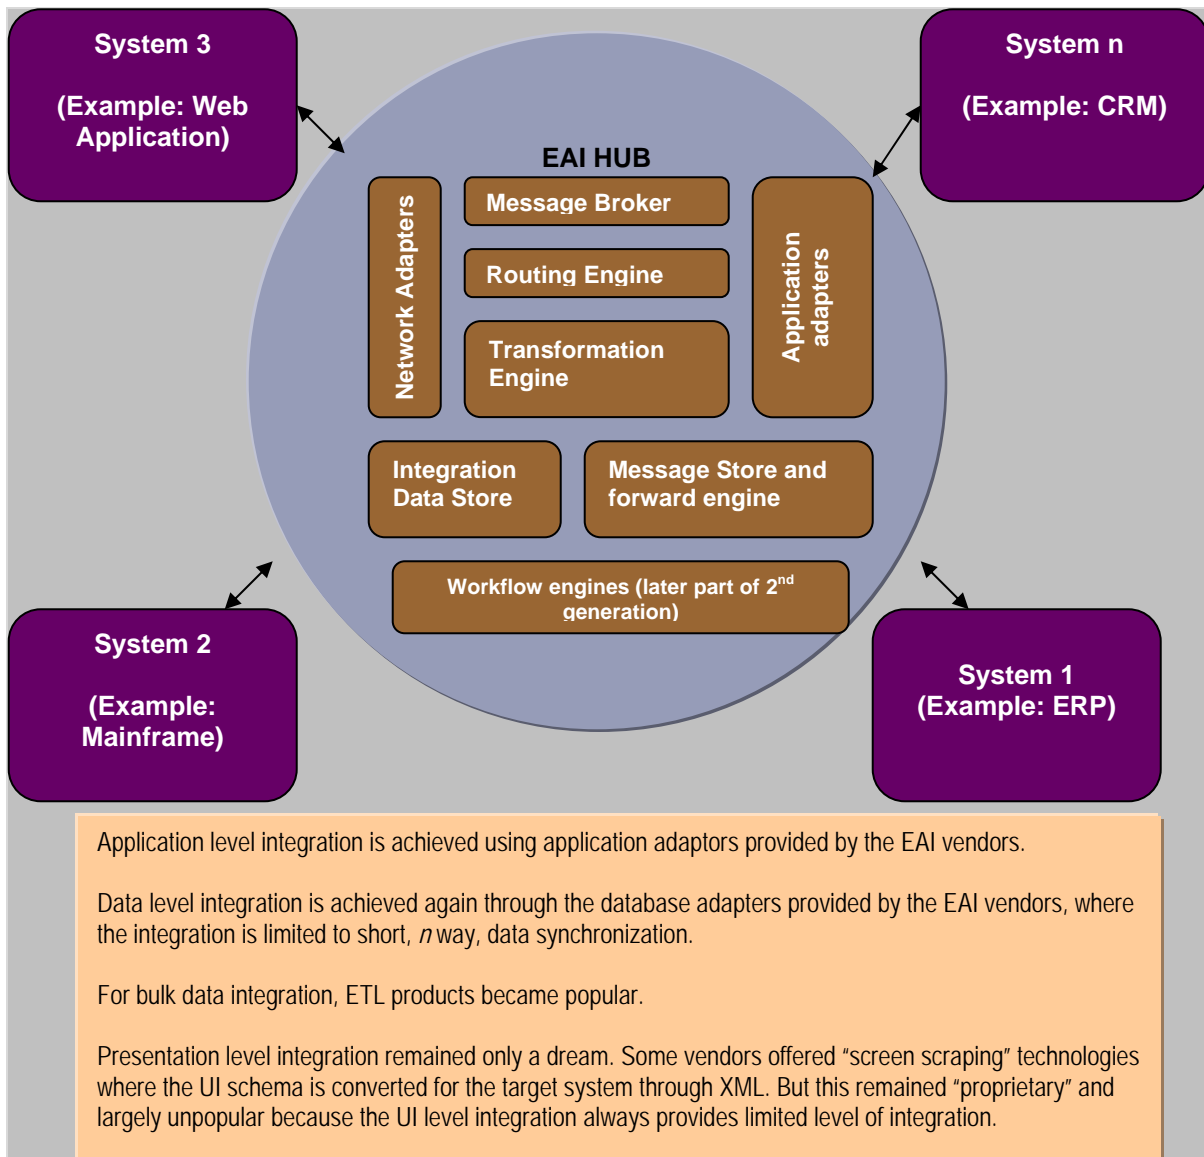 System 3
(Example: Web
Application)
System n
(Example: CRM)
EAI HUB
Network Adapters
Message Broker
Routing Engine
Transformation
Engine
Application
adapters
Integration
Data Store
Message Store and
forward engine
Workflow engines (later part of 2nd
generation)
System 2
(Example:
Mainframe)
System 1
(Example: ERP)
Application level integration is achieved using application adaptors provided by the EAI vendors.
Data level integration is achieved again through the database adapters provided by the EAI vendors, where
the integration is limited to short, n way, data synchronization.
For bulk data integration, ETL products became popular.
Presentation level integration remained only a dream. Some vendors offered “screen scraping” technologies
where the UI schema is converted for the target system through XML. But this remained “proprietary” and
largely unpopular because the UI level integration always provides limited level of integration.